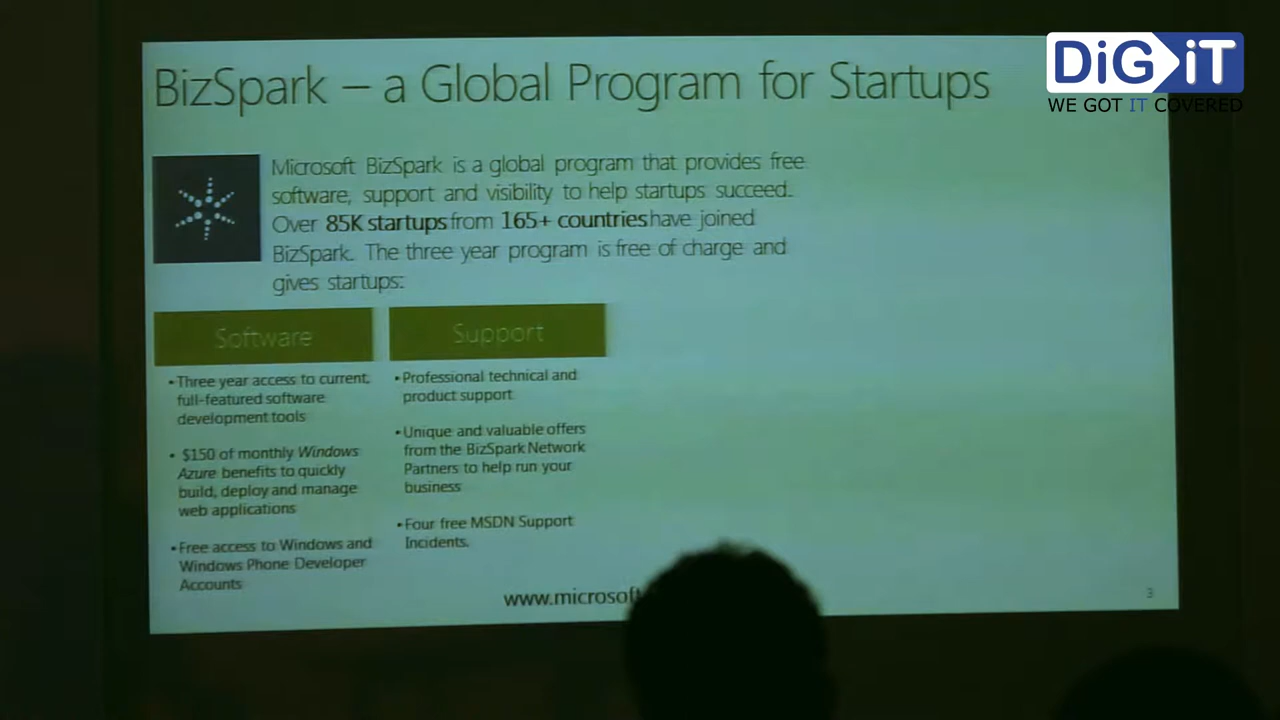 BizSpark – a Global Program for Startups
DiGiT
WE GOT IT COVERED
Microsoft BizSpark is a global program that provides free
software, support and visibility to help startups succeed.
Over 85K startups from 165+ countries have joined
BizSpark. The three year program is free of charge and
gives startups:
Software
•Three year access to current,
full-featured software
development tools
• $150 of monthly Windows
Azure benefits to quickly
build, deploy and manage
web applications
•Free access to Windows and
Windows Phone Developer
Accounts
Support
•Professional technical and
product support
•Unique and valuable offers
from the BizSpark Network
Partners to help run your
business
•Four free MSDN Support
Incidents.
www.microsoft
3